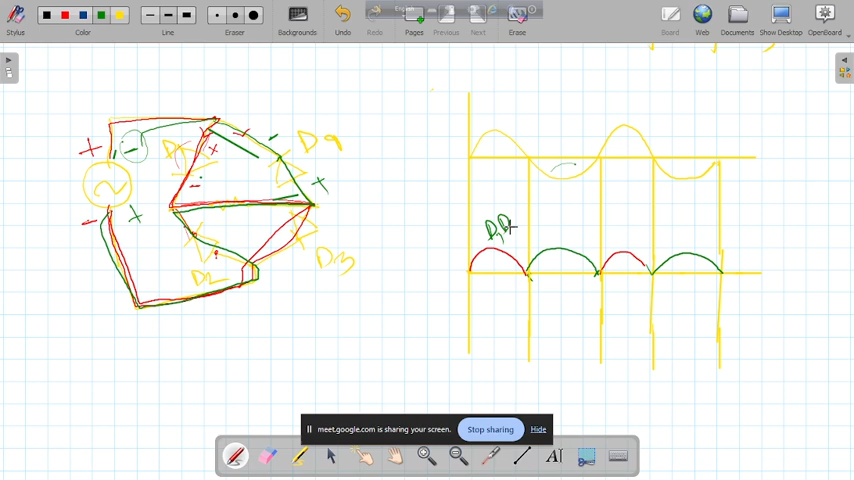 Stylus
Color
Line
Eraser
Backgrounds
Undo
Redo
English
Pages
Previous
Next
Erase
Board
Web
Documents
Show Desktop
OpenBoard
+
-
+
-
+
-
-
+
D4
D3
D2
D1
meet.google.com is sharing your screen.
Stop sharing
Hide